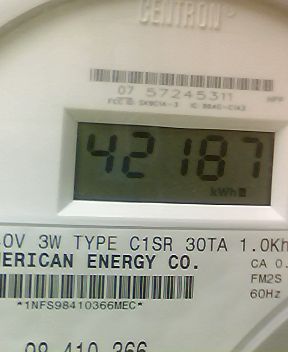 CENTRON®
07 57245311
42187
kWh
0V 3W TYPE C1SR 30TA 1.0Kh
ERICAN ENERGY CO.
CA 0.
FM2S
60Hz
*1NFS98410366MEC*
98 410 366